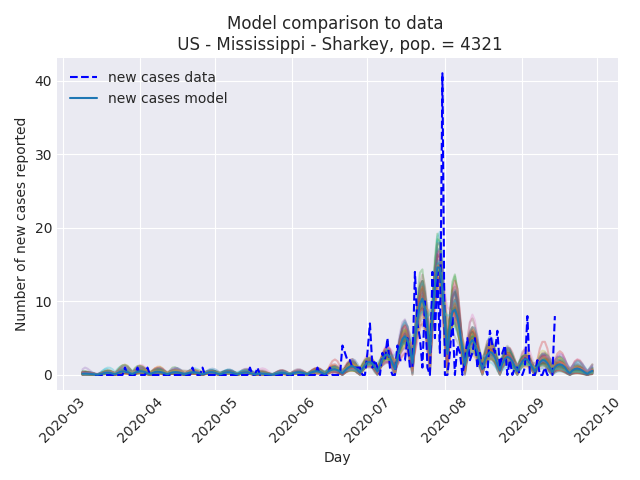 Model comparison to data
US - Mississippi - Sharkey, pop. = 4321
new cases data
new cases model
Number of new cases reported
40
30
20
10
0
2020-03
2020-04
2020-05
2020-06
2020-07
2020-08
2020-09
2020-10
Day